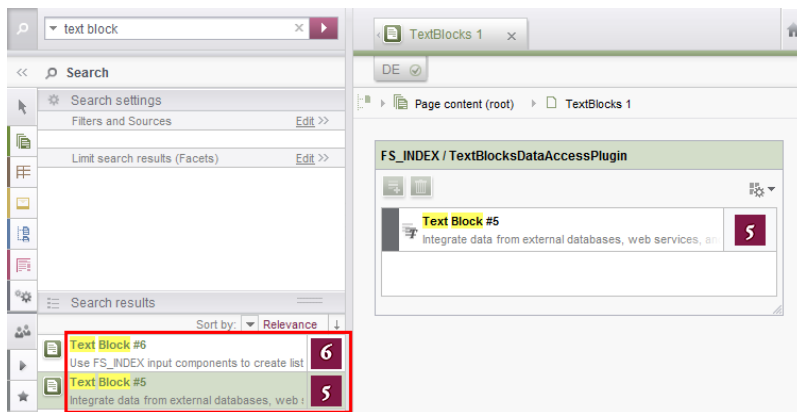 text block
Search
Search settings
Filters and Sources Edit >>
Limit search results (Facets) Edit >>
Search results
Sort by: Relevance
Text Block #6
Use FS_INDEX input components to create list
6
Text Block #5
Integrate data from external databases, web
5
TextBlocks 1
DE
Page content (root) TextBlocks 1
FS_INDEX / TextBlocksDataAccessPlugin
Text Block #5
Integrate data from external databases, web services,
5